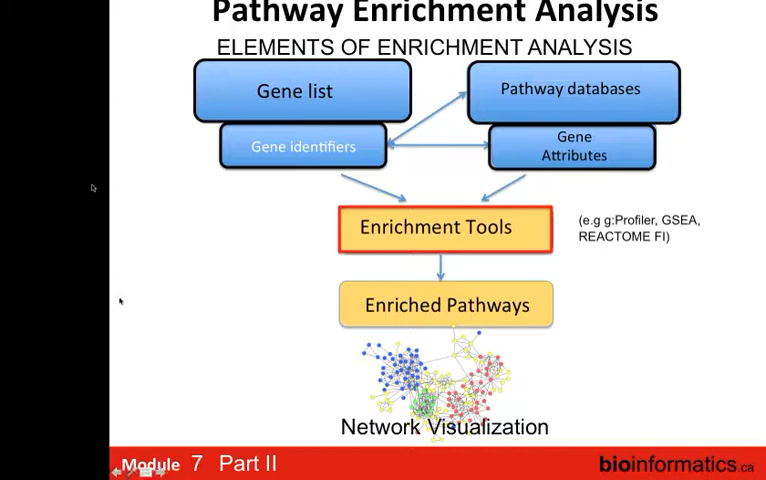 Pathway Enrichment Analysis
ELEMENTS OF ENRICHMENT ANALYSIS
Gene list
Pathway databases
Gene identifiers
Gene
Attributes
Enrichment Tools
(e.g g:Profiler, GSEA,
REACTOME FI)
Enriched Pathways
Network Visualization
Module 7 Part II
bioinformatics.ca